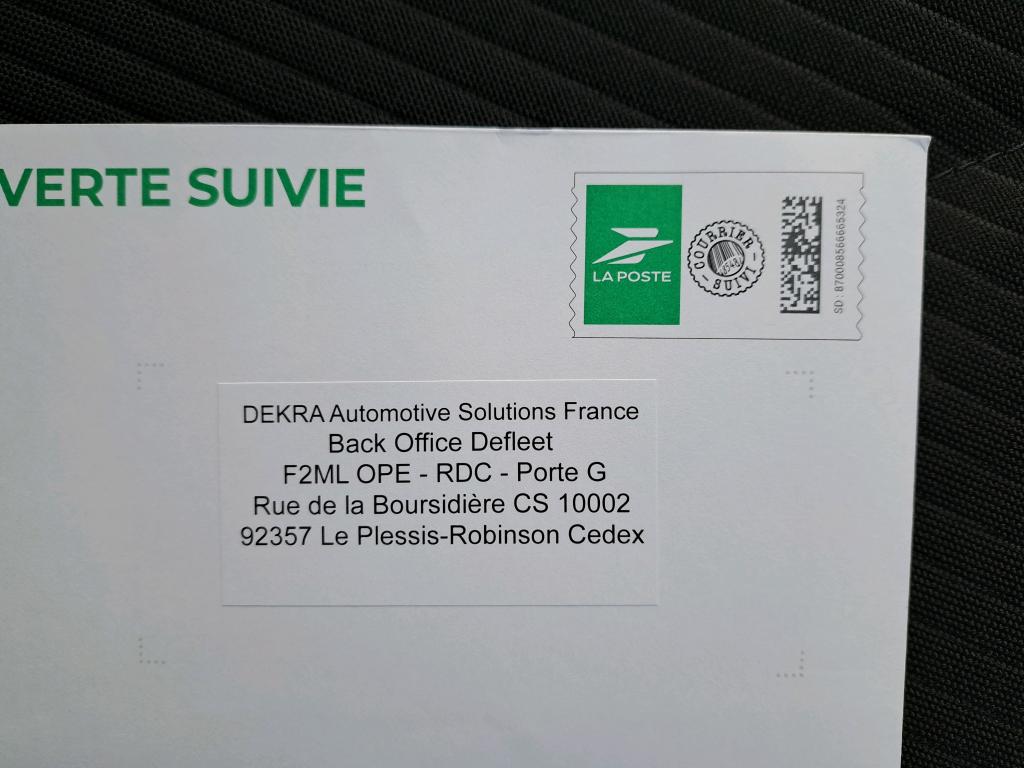 VERTE SUIVIE
LA POSTE
COURRIER
SUIVI
SD : 870008566665324
DEKRA Automotive Solutions France
Back Office Defleet
F2ML OPE - RDC - Porte G
Rue de la Boursidière CS 10002
92357 Le Plessis-Robinson Cedex